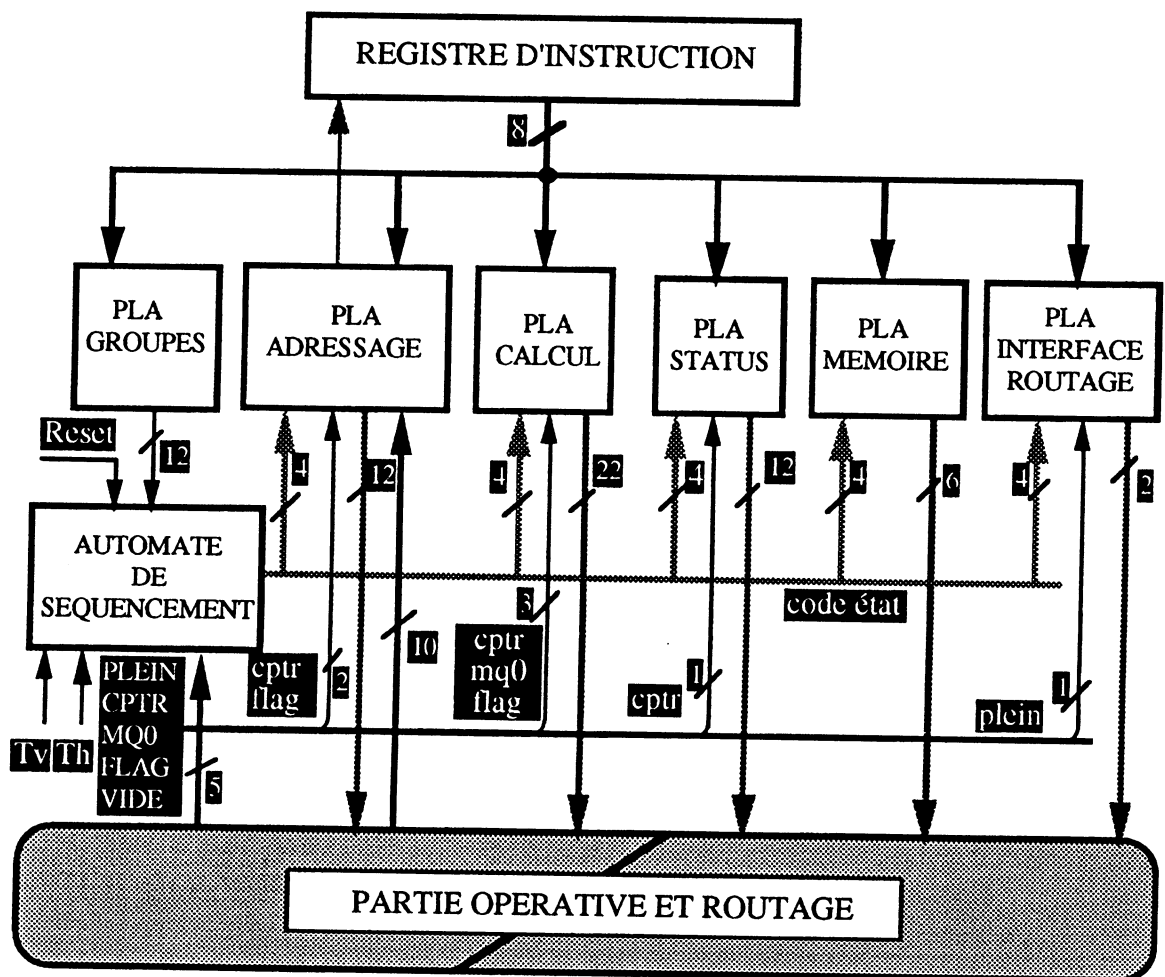 REGISTRE D'INSTRUCTION
8
PLA
GROUPES
PLA
ADRESSAGE
PLA
CALCUL
PLA
STATUS
PLA
MEMOIRE
PLA
INTERFACE
ROUTAGE
Reset
12
4
12
4
22
4
12
4
6
4
2
AUTOMATE
DE
SEQUENCEMENT
code état
3
10
cptr
flag
2
cptr
mq0
flag
cptr
1
plein
1
PLEIN
CPTR
MQ0
FLAG
VIDE
Tv
Th
5
PARTIE OPERATIVE ET ROUTAGE